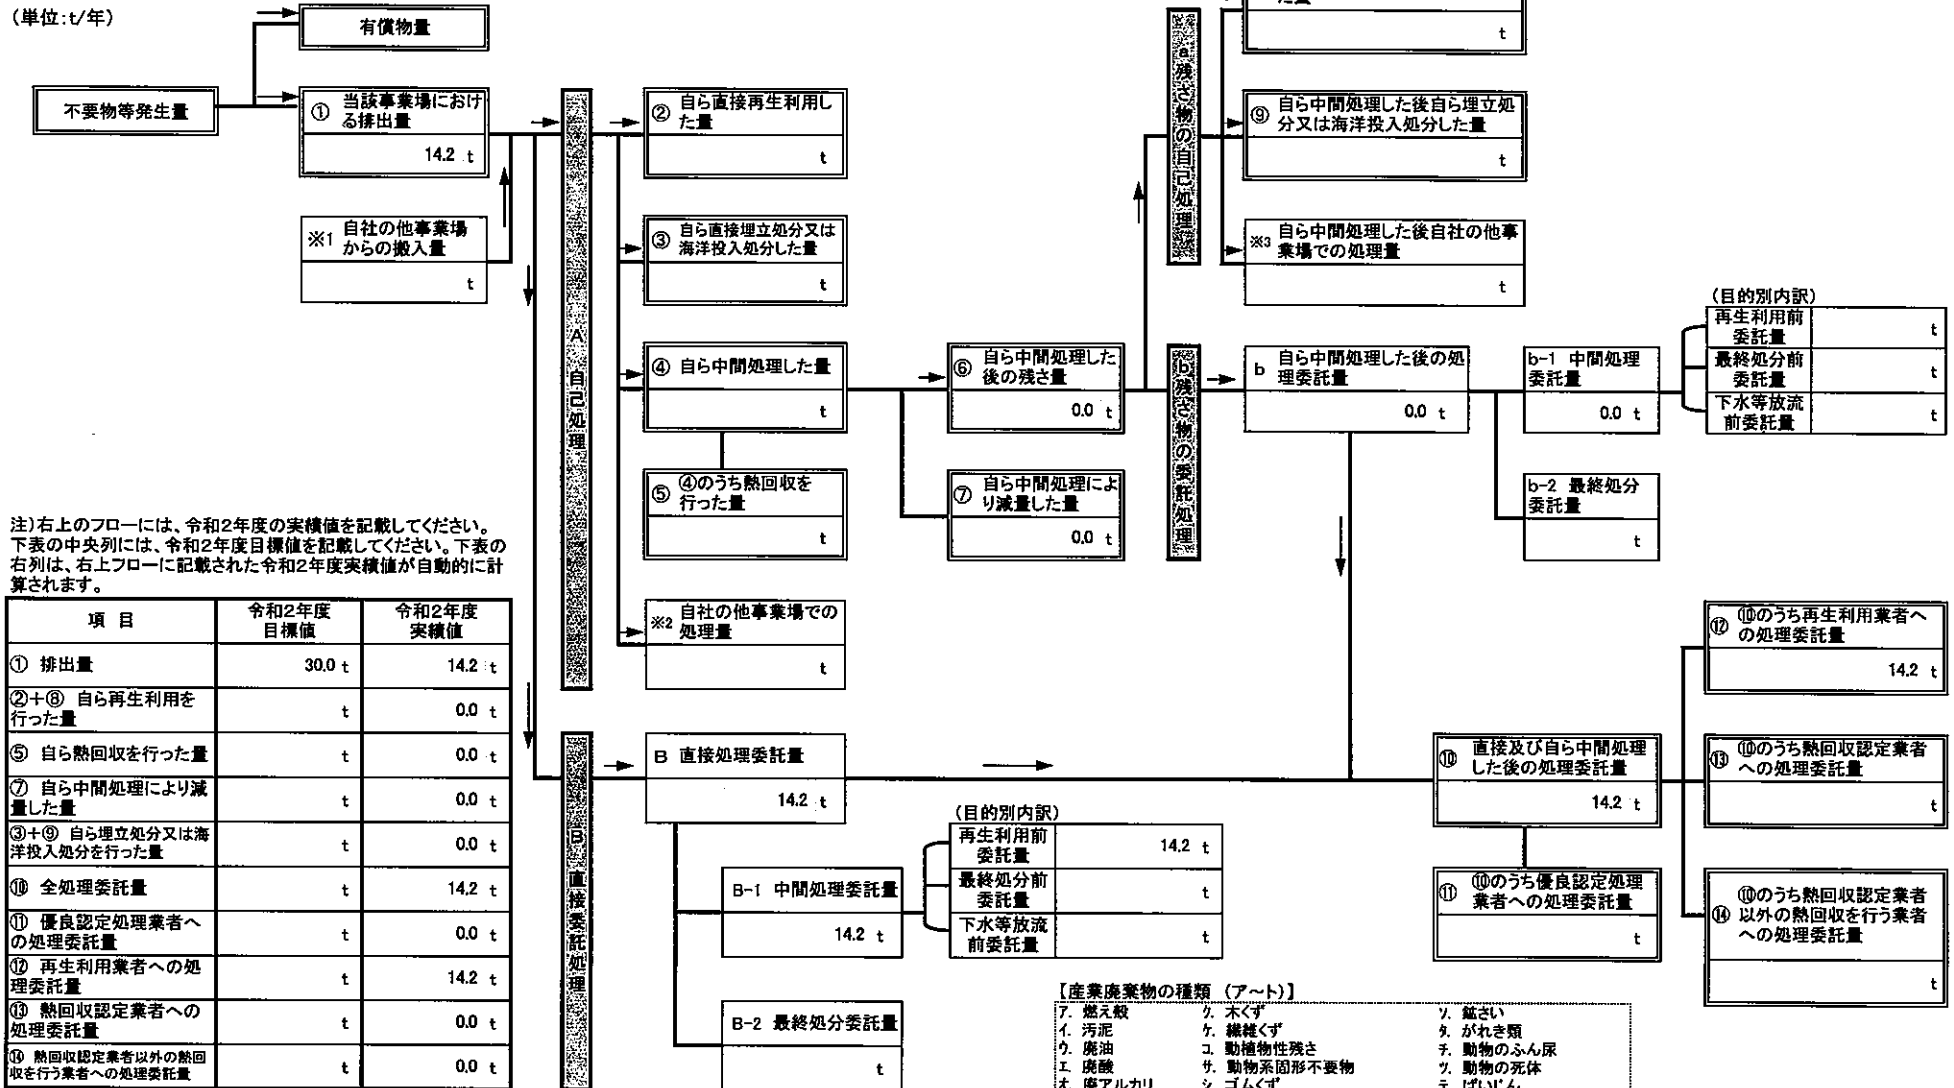 (単位:t/年)
有償物量
不要物等発生量
① 当該事業場におけ
る排出量
14.2 t
※1 自社の他事業場
からの搬入量
t
A 自己処理
② 自ら直接再生利用し
た量
t
③ 自ら直接埋立処分又は
海洋投入処分した量
t
④ 自ら中間処理した量
t
⑤ ④のうち熱回収を
行った量
t
※2 自社の他事業場での
処理量
t
⑥ 自ら中間処理した
後の残さ量
0.0 t
⑦ 自ら中間処理によ
り減量した量
0.0 t
a 残さ物の自己処理
た量
t
⑨ 自ら中間処理した後自ら埋立処
分又は海洋投入処分した量
t
※3 自ら中間処理した後自社の他事
業場での処理量
t
b 残さ物の委託処理
b 自ら中間処理した後の処
理委託量
0.0 t
b-1 中間処理
委託量
0.0 t
(目的別内訳)
再生利用前
委託量 t
最終処分前
委託量 t
下水等放流
前委託量 t
b-2 最終処分
委託量
t
注)右上のフローには、令和2年度の実績値を記載してください。
下表の中央列には、令和2年度目標値を記載してください。下表の
右列は、右上フローに記載された令和2年度実績値が自動的に計
算されます。
項 目 令和2年度 目標値 令和2年度 実績値
① 排出量 30.0 t 14.2 t
②+⑧ 自ら再生利用を
行った量 t 0.0 t
⑤ 自ら熱回収を行った量 t 0.0 t
⑦ 自ら中間処理により減
量した量 t 0.0 t
③+⑨ 自ら埋立処分又は海
洋投入処分を行った量 t 0.0 t
⑩ 全処理委託量 t 14.2 t
⑪ 優良認定処理業者へ
の処理委託量 t 0.0 t
⑫ 再生利用業者への処
理委託量 t 14.2 t
⑬ 熱回収認定業者への
処理委託量 t 0.0 t
⑭ 熱回収認定業者以外の熱回
収を行う業者への処理委託量 t 0.0 t
B 直接委託処理
B 直接処理委託量
14.2 t
B-1 中間処理委託量
14.2 t
(目的別内訳)
再生利用前
委託量 14.2 t
最終処分前
委託量 t
下水等放流
前委託量 t
B-2 最終処分委託量
t
⑩ 直接及び自ら中間処理
した後の処理委託量
14.2 t
⑪ ⑩のうち優良認定処理
業者への処理委託量
t
⑫ ⑩のうち再生利用業者へ
の処理委託量
14.2 t
⑬ ⑩のうち熱回収認定業者
への処理委託量
t
⑭ ⑩のうち熱回収認定業者
以外の熱回収を行う業者
への処理委託量
t
【産業廃棄物の種類 (ア～ト)】
ア. 燃え殻 ク. 木くず ソ. 鉱さい
イ. 汚泥 ケ. 繊維くず タ. がれき類
ウ. 廃油 コ. 動植物性残さ チ. 動物のふん尿
エ. 廃酸 サ. 動物系固形不要物 ツ. 動物の死体
オ. 廃アルカリ シ. ゴムくず テ. ばいじん